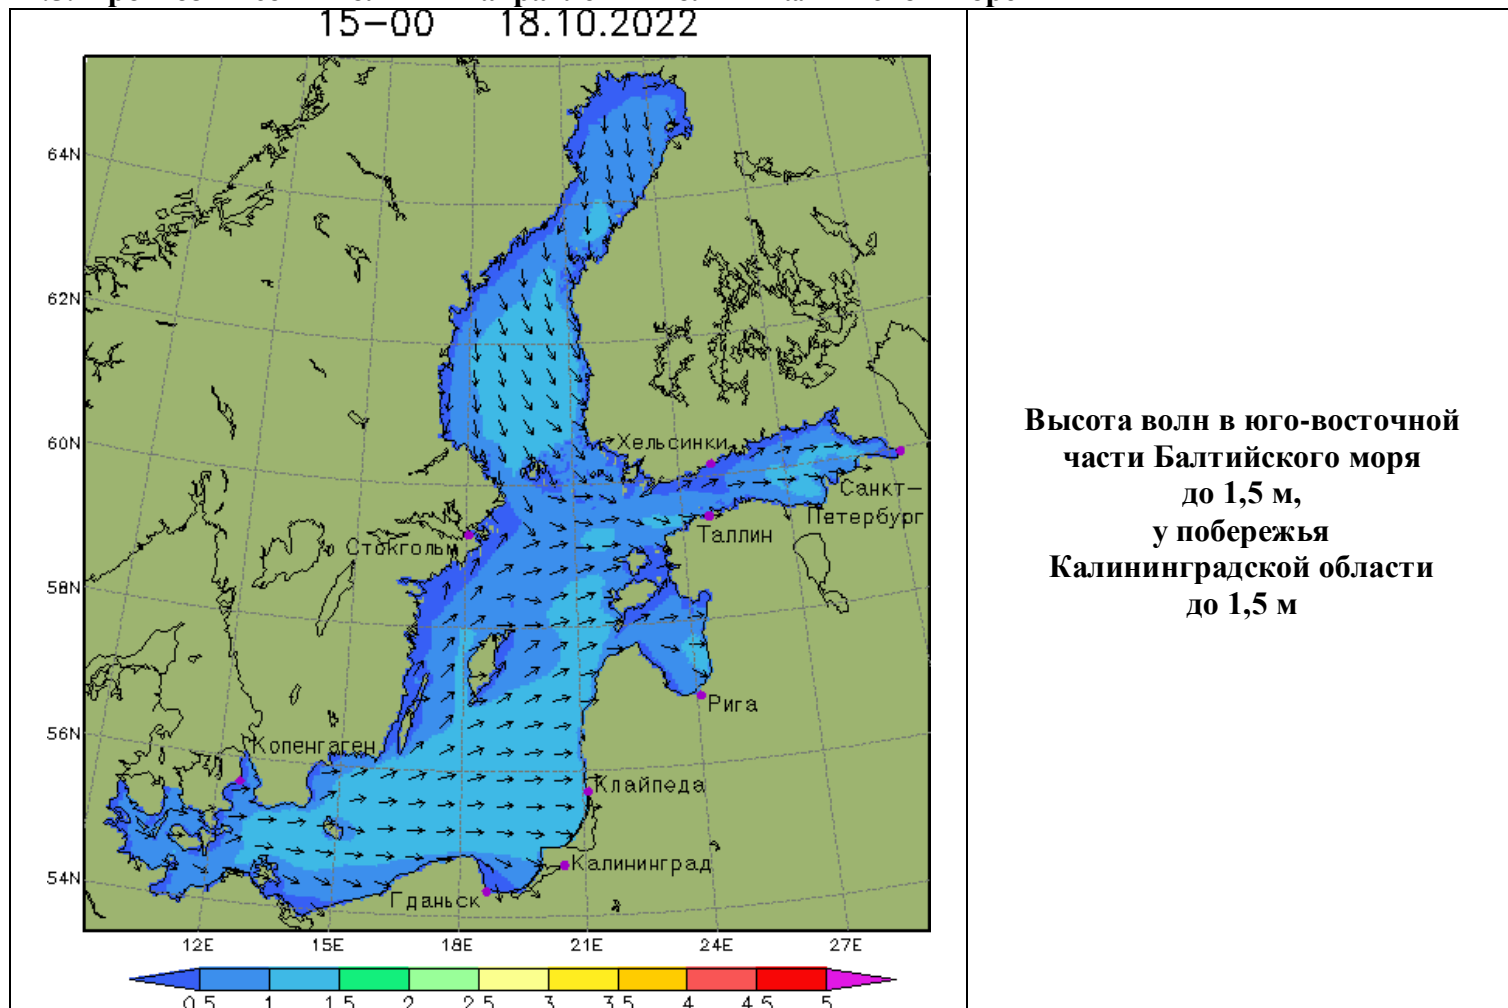 15-00 18.10.2022
64N
62N
60N
58N
56N
54N
Хельсинки
Санкт-
Петербург
Таллин
Стокгольм
Рига
Копенгаген
Клайпеда
Калининград
Гданьск
12E 15E 18E 21E 24E 27E
0.5 1 1.5 2 2.5 3 3.5 4 4.5 5
Высота волн в юго-восточной
части Балтийского моря
до 1,5 м,
у побережья
Калининградской области
до 1,5 м